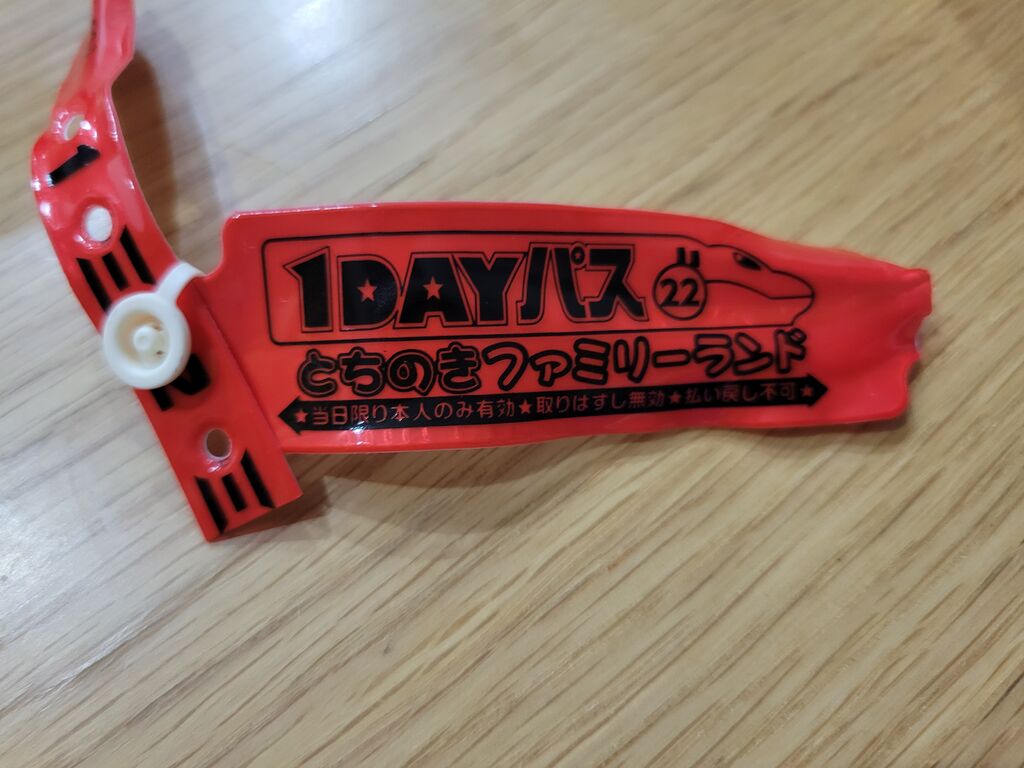 1DAYパス 22
とちのきファミリーランド
★当日限り本人のみ有効★取りはずし無効★払い戻し不可★
1